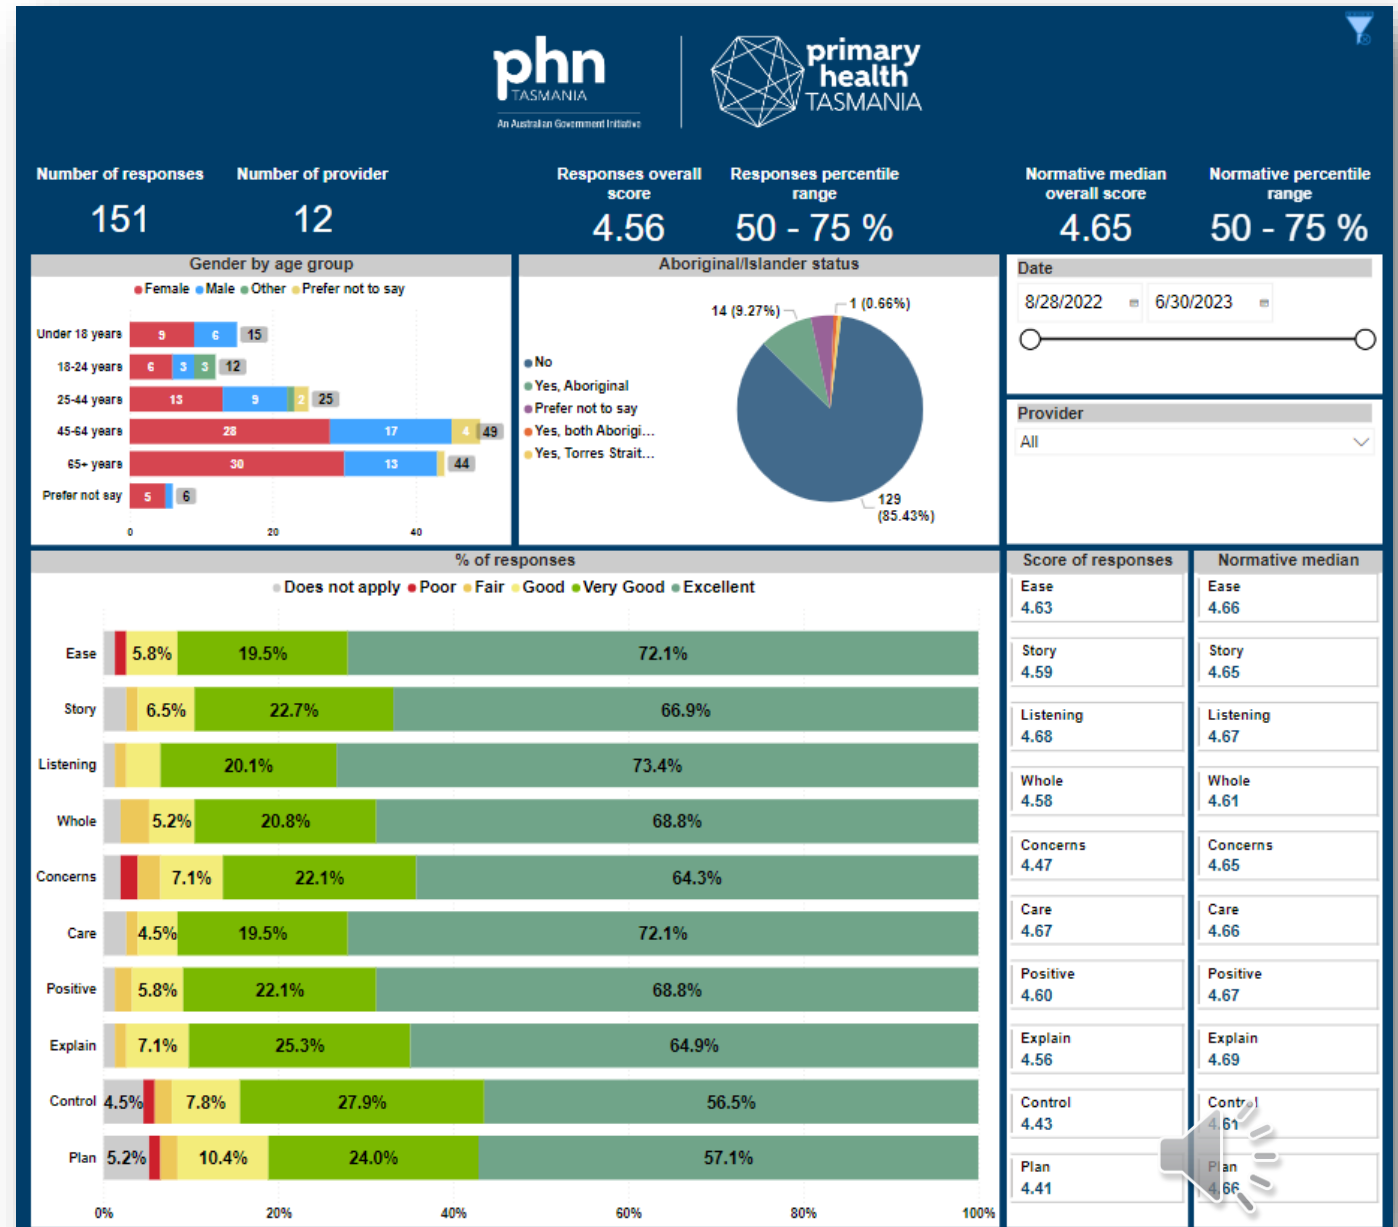 phn
TASMANIA
An Australian Government Initiative
primary
health
TASMANIA
Number of responses
151
Number of provider
12
Responses overall
score
4.56
Responses percentile
range
50 - 75 %
Normative median
overall score
4.65
Normative percentile
range
50 - 75 %
Gender by age group
Female Male Other Prefer not to say
Under 18 years 9 6 15
18-24 years 6 3 3 12
25-44 years 13 9 2 25
45-64 years 28 17 4 49
65+ years 30 13 44
Prefer not say 5 6
0 20 40
Aboriginal/Islander status
14 (9.27%) 1 (0.66%)
No
Yes, Aboriginal
Prefer not to say
Yes, both Aborigi...
Yes, Torres Strait...
129
(85.43%)
Date
8/28/2022 6/30/2023
Provider
All
% of responses
Does not apply Poor Fair Good Very Good Excellent
Ease 5.8% 19.5% 72.1%
Story 6.5% 22.7% 66.9%
Listening 20.1% 73.4%
Whole 5.2% 20.8% 68.8%
Concerns 7.1% 22.1% 64.3%
Care 4.5% 19.5% 72.1%
Positive 5.8% 22.1% 68.8%
Explain 7.1% 25.3% 64.9%
Control 4.5% 7.8% 27.9% 56.5%
Plan 5.2% 10.4% 24.0% 57.1%
0% 20% 40% 60% 80% 100%
Score of responses
Ease
4.63
Story
4.59
Listening
4.68
Whole
4.58
Concerns
4.47
Care
4.67
Positive
4.60
Explain
4.56
Control
4.43
Plan
4.41
Normative median
Ease
4.66
Story
4.65
Listening
4.67
Whole
4.61
Concerns
4.65
Care
4.66
Positive
4.67
Explain
4.69
Control
4.61
Plan
4.66